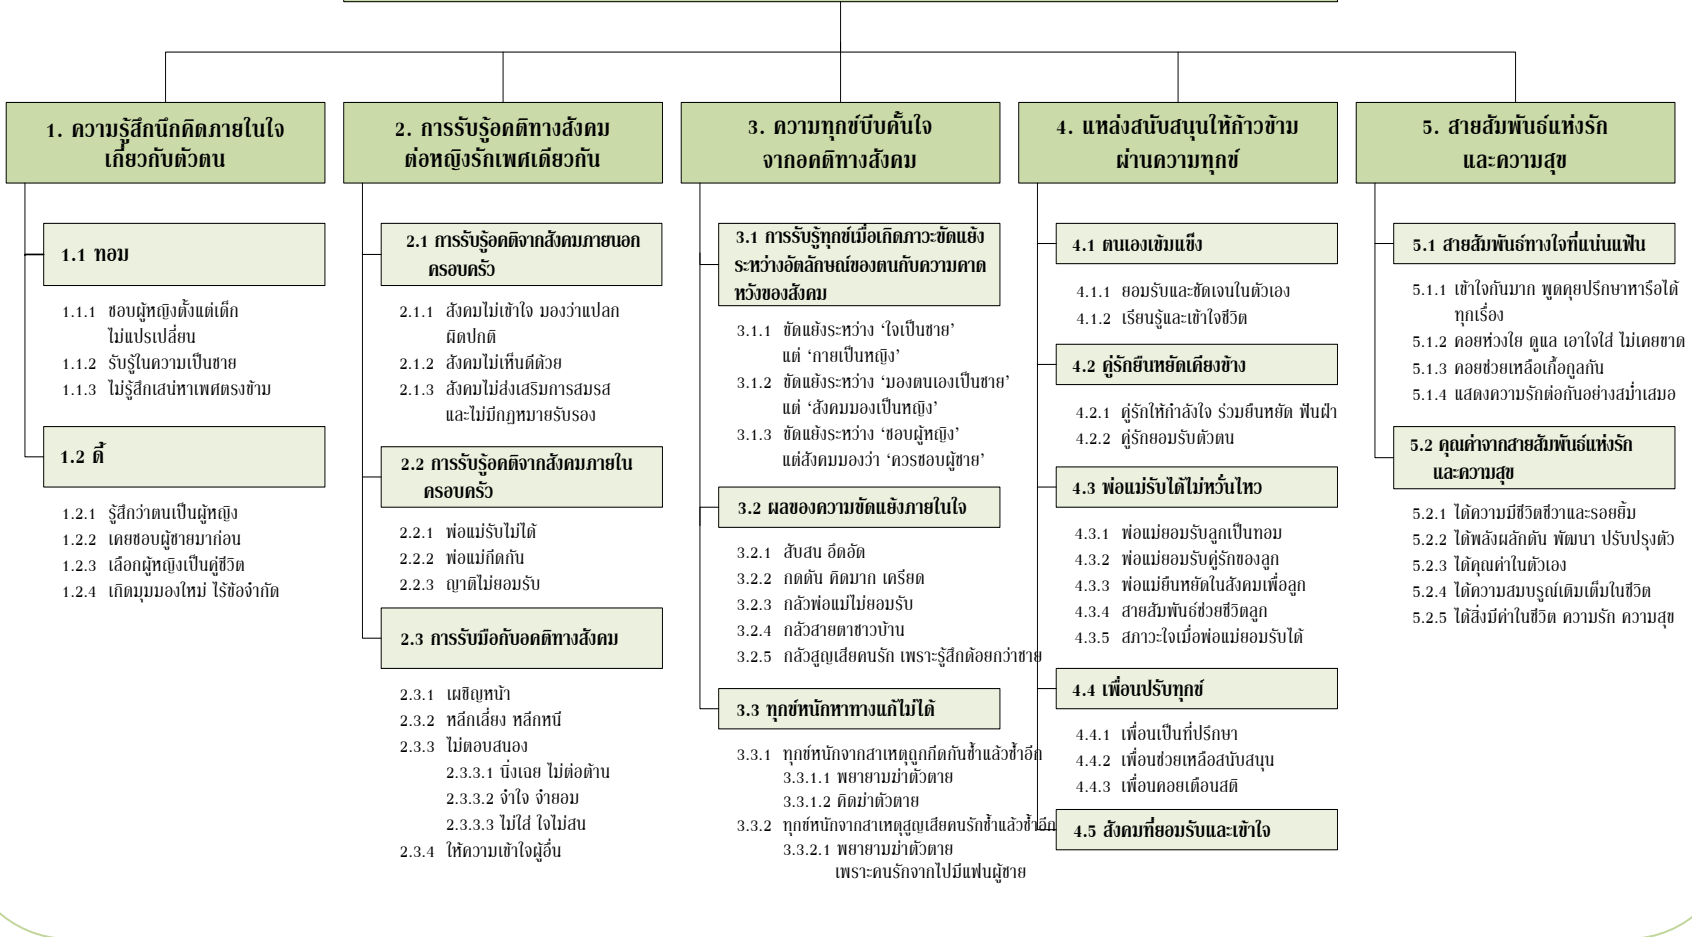 1. ความรู้สึกนึกคิดภายในใจ
เกี่ยวกับตัวตน
1.1 ทอม
1.1.1 ชอบผู้หญิงตั้งแต่เด็ก
ไม่แปรเปลี่ยน
1.1.2 รับรู้ในความเป็นชาย
1.1.3 ไม่รู้สึกเสน่หาเพศตรงข้าม
1.2 ดี้
1.2.1 รู้สึกว่าตนเป็นผู้หญิง
1.2.2 เคยชอบผู้ชายมาก่อน
1.2.3 เลือกผู้หญิงเป็นคู่ชีวิต
1.2.4 เกิดมุมมองใหม่ ไร้ข้อจำกัด
2. การรับรู้อคติทางสังคม
ต่อหญิงรักเพศเดียวกัน
2.1 การรับรู้อคติจากสังคมภายนอก
ครอบครัว
2.1.1 สังคมไม่เข้าใจ มองว่าแปลก
ผิดปกติ
2.1.2 สังคมไม่เห็นดีด้วย
2.1.3 สังคมไม่ส่งเสริมการสมรส
และไม่มีกฎหมายรับรอง
2.2 การรับรู้อคติจากสังคมภายใน
ครอบครัว
2.2.1 พ่อแม่รับไม่ได้
2.2.2 พ่อแม่กีดกัน
2.2.3 ญาติไม่ยอมรับ
2.3 การรับมือกับอคติทางสังคม
2.3.1 เผชิญหน้า
2.3.2 หลีกเลี่ยง หลีกหนี
2.3.3 ไม่ตอบสนอง
2.3.3.1 นิ่งเฉย ไม่ต่อต้าน
2.3.3.2 จำใจ จำยอม
2.3.3.3 ไม่ใส่ ใจไม่สน
2.3.4 ให้ความเข้าใจผู้อื่น
3. ความทุกข์บีบคั้นใจ
จากอคติทางสังคม
3.1 การรับรู้ทุกข์เมื่อเกิดภาวะขัดแย้ง
ระหว่างอัตลักษณ์ของตนกับความคาด
หวังของสังคม
3.1.1 ขัดแย้งระหว่าง ‘ใจเป็นชาย’
แต่ ‘กายเป็นหญิง’
3.1.2 ขัดแย้งระหว่าง ‘มองตนเองเป็นชาย’
แต่ ‘สังคมมองเป็นหญิง’
3.1.3 ขัดแย้งระหว่าง ‘ชอบผู้หญิง’
แต่สังคมมองว่า ‘ควรชอบผู้ชาย’
3.2 ผลของความขัดแย้งภายในใจ
3.2.1 สับสน อึดอัด
3.2.2 กดดัน คิดมาก เครียด
3.2.3 กลัวพ่อแม่ไม่ยอมรับ
3.2.4 กลัวสายตาชาวบ้าน
3.2.5 กลัวสูญเสียคนรัก เพราะรู้สึกด้อยกว่าชาย
3.3 ทุกข์หนักหาทางแก้ไม่ได้
3.3.1 ทุกข์หนักจากสาเหตุถูกกีดกันซ้ำแล้วซ้ำอีก
3.3.1.1 พยายามฆ่าตัวตาย
3.3.1.2 คิดฆ่าตัวตาย
3.3.2 ทุกข์หนักจากสาเหตุสูญเสียคนรักซ้ำแล้วซ้ำอีก
3.3.2.1 พยายามฆ่าตัวตาย
เพราะคนรักจากไปมีแฟนผู้ชาย
4. แหล่งสนับสนุนให้ก้าวข้าม
ผ่านความทุกข์
4.1 ตนเองเข้มแข็ง
4.1.1 ยอมรับและชัดเจนในตัวเอง
4.1.2 เรียนรู้และเข้าใจชีวิต
4.2 คู่รักยืนหยัดเคียงข้าง
4.2.1 คู่รักให้กำลังใจ ร่วมยืนหยัด ฟันฝ่า
4.2.2 คู่รักยอมรับตัวตน
4.3 พ่อแม่รับได้ไม่หวั่นไหว
4.3.1 พ่อแม่ยอมรับลูกเป็นทอม
4.3.2 พ่อแม่ยอมรับคู่รักของลูก
4.3.3 พ่อแม่ยืนหยัดในสังคมเพื่อลูก
4.3.4 สายสัมพันธ์ช่วยชีวิตลูก
4.3.5 สภาวะใจเมื่อพ่อแม่ยอมรับได้
4.4 เพื่อนปรับทุกข์
4.4.1 เพื่อนเป็นที่ปรึกษา
4.4.2 เพื่อนช่วยเหลือสนับสนุน
4.4.3 เพื่อนคอยเตือนสติ
4.5 สังคมที่ยอมรับและเข้าใจ
5. สายสัมพันธ์แห่งรัก
และความสุข
5.1 สายสัมพันธ์ทางใจที่แน่นแฟ้น
5.1.1 เข้าใจกันมาก พูดคุยปรึกษาหารือได้
ทุกเรื่อง
5.1.2 คอยห่วงใย ดูแล เอาใจใส่ ไม่เคยขาด
5.1.3 คอยช่วยเหลือเกื้อกูลกัน
5.1.4 แสดงความรักต่อกันอย่างสม่ำเสมอ
5.2 คุณค่าจากสายสัมพันธ์แห่งรัก
และความสุข
5.2.1 ได้ความมีชีวิตชีวาและรอยยิ้ม
5.2.2 ได้พลังผลักดัน พัฒนา ปรับปรุงตัว
5.2.3 ได้คุณค่าในตัวเอง
5.2.4 ได้ความสมบรูณ์เติมเต็มในชีวิต
5.2.5 ได้สิ่งมีค่าในชีวิต ความรัก ความสุข